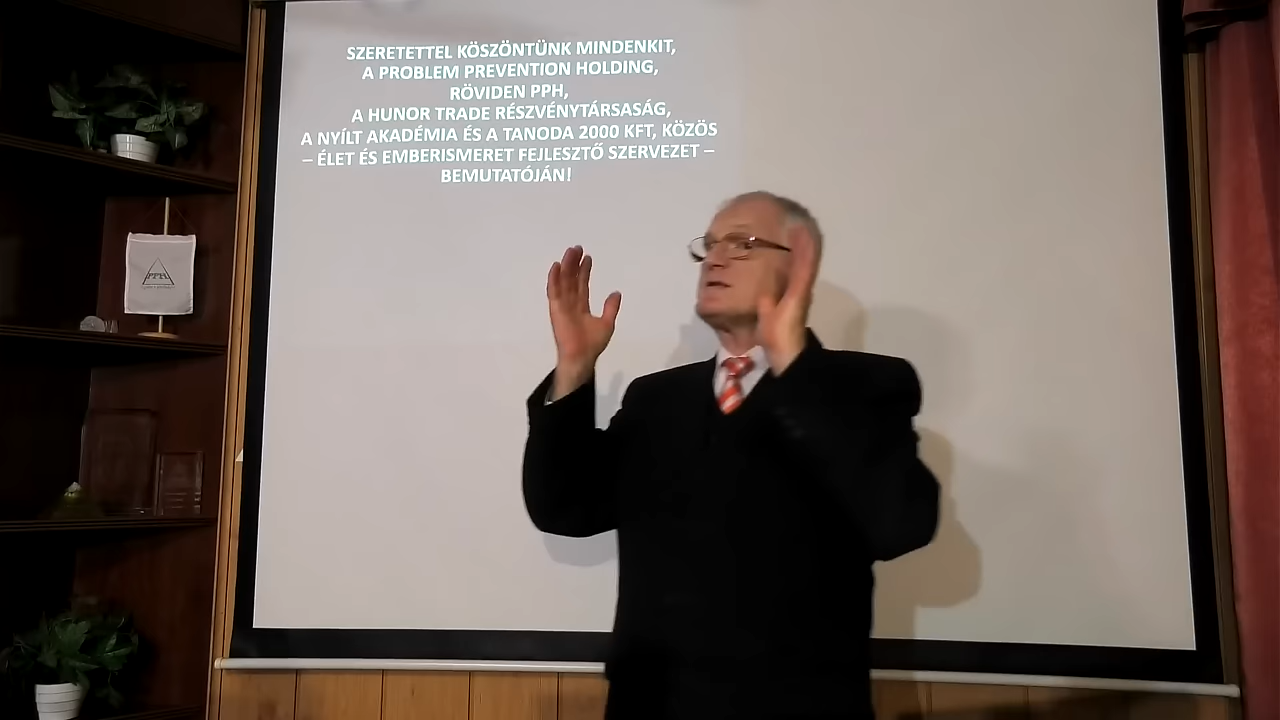 SZERETETTEL KÖSZÖNTÜNK MINDENKIT,
A PROBLEM PREVENTION HOLDING,
RÖVIDEN PPH,
A HUNOR TRADE RÉSZVÉNYTÁRSASÁG,
A NYÍLT AKADÉMIA ÉS A TANODA 2000 KFT, KÖZÖS
– ÉLET ÉS EMBERISMERET FEJLESZTŐ SZERVEZET –
BEMUTATÓJÁN!
PPH